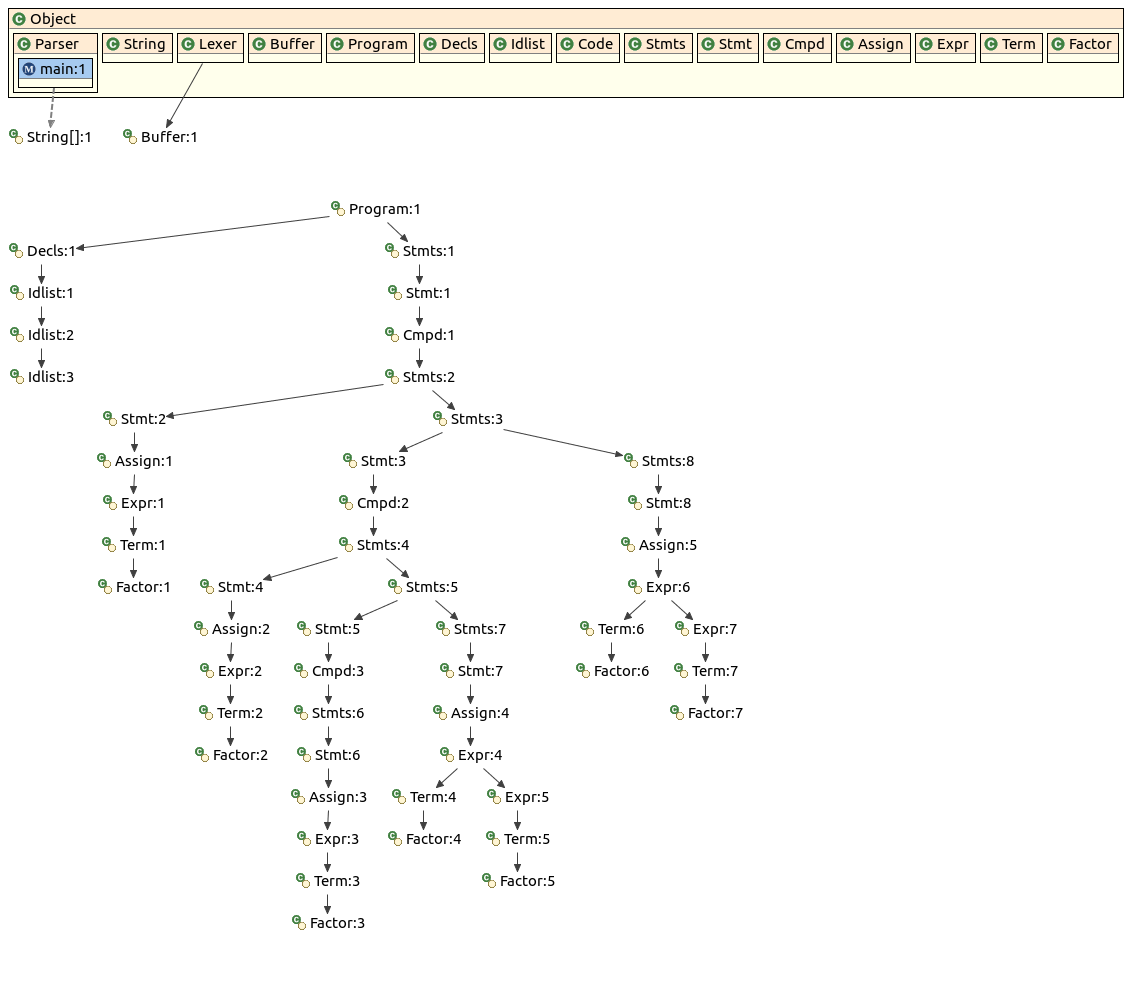 Object
Parser String Lexer Buffer Program Decls Idlist Code Stmts Stmt Cmpd Assign Expr Term Factor
main:1
String[]:1 Buffer:1
Program:1
Decls:1 Stmts:1
Idlist:1 Stmt:1
Idlist:2 Cmpd:1
Idlist:3 Stmts:2
Stmt:2 Stmts:3
Assign:1 Stmt:3 Stmts:8
Expr:1 Cmpd:2 Stmt:8
Term:1 Stmts:4 Assign:5
Factor:1 Stmt:4 Stmts:5 Expr:6
Assign:2 Stmt:5 Stmts:7 Term:6 Expr:7
Expr:2 Cmpd:3 Stmt:7 Factor:6 Term:7
Term:2 Stmts:6 Assign:4 Factor:7
Factor:2 Stmt:6 Expr:4
Assign:3 Term:4 Expr:5
Expr:3 Factor:4 Term:5
Term:3 Factor:5
Factor:3